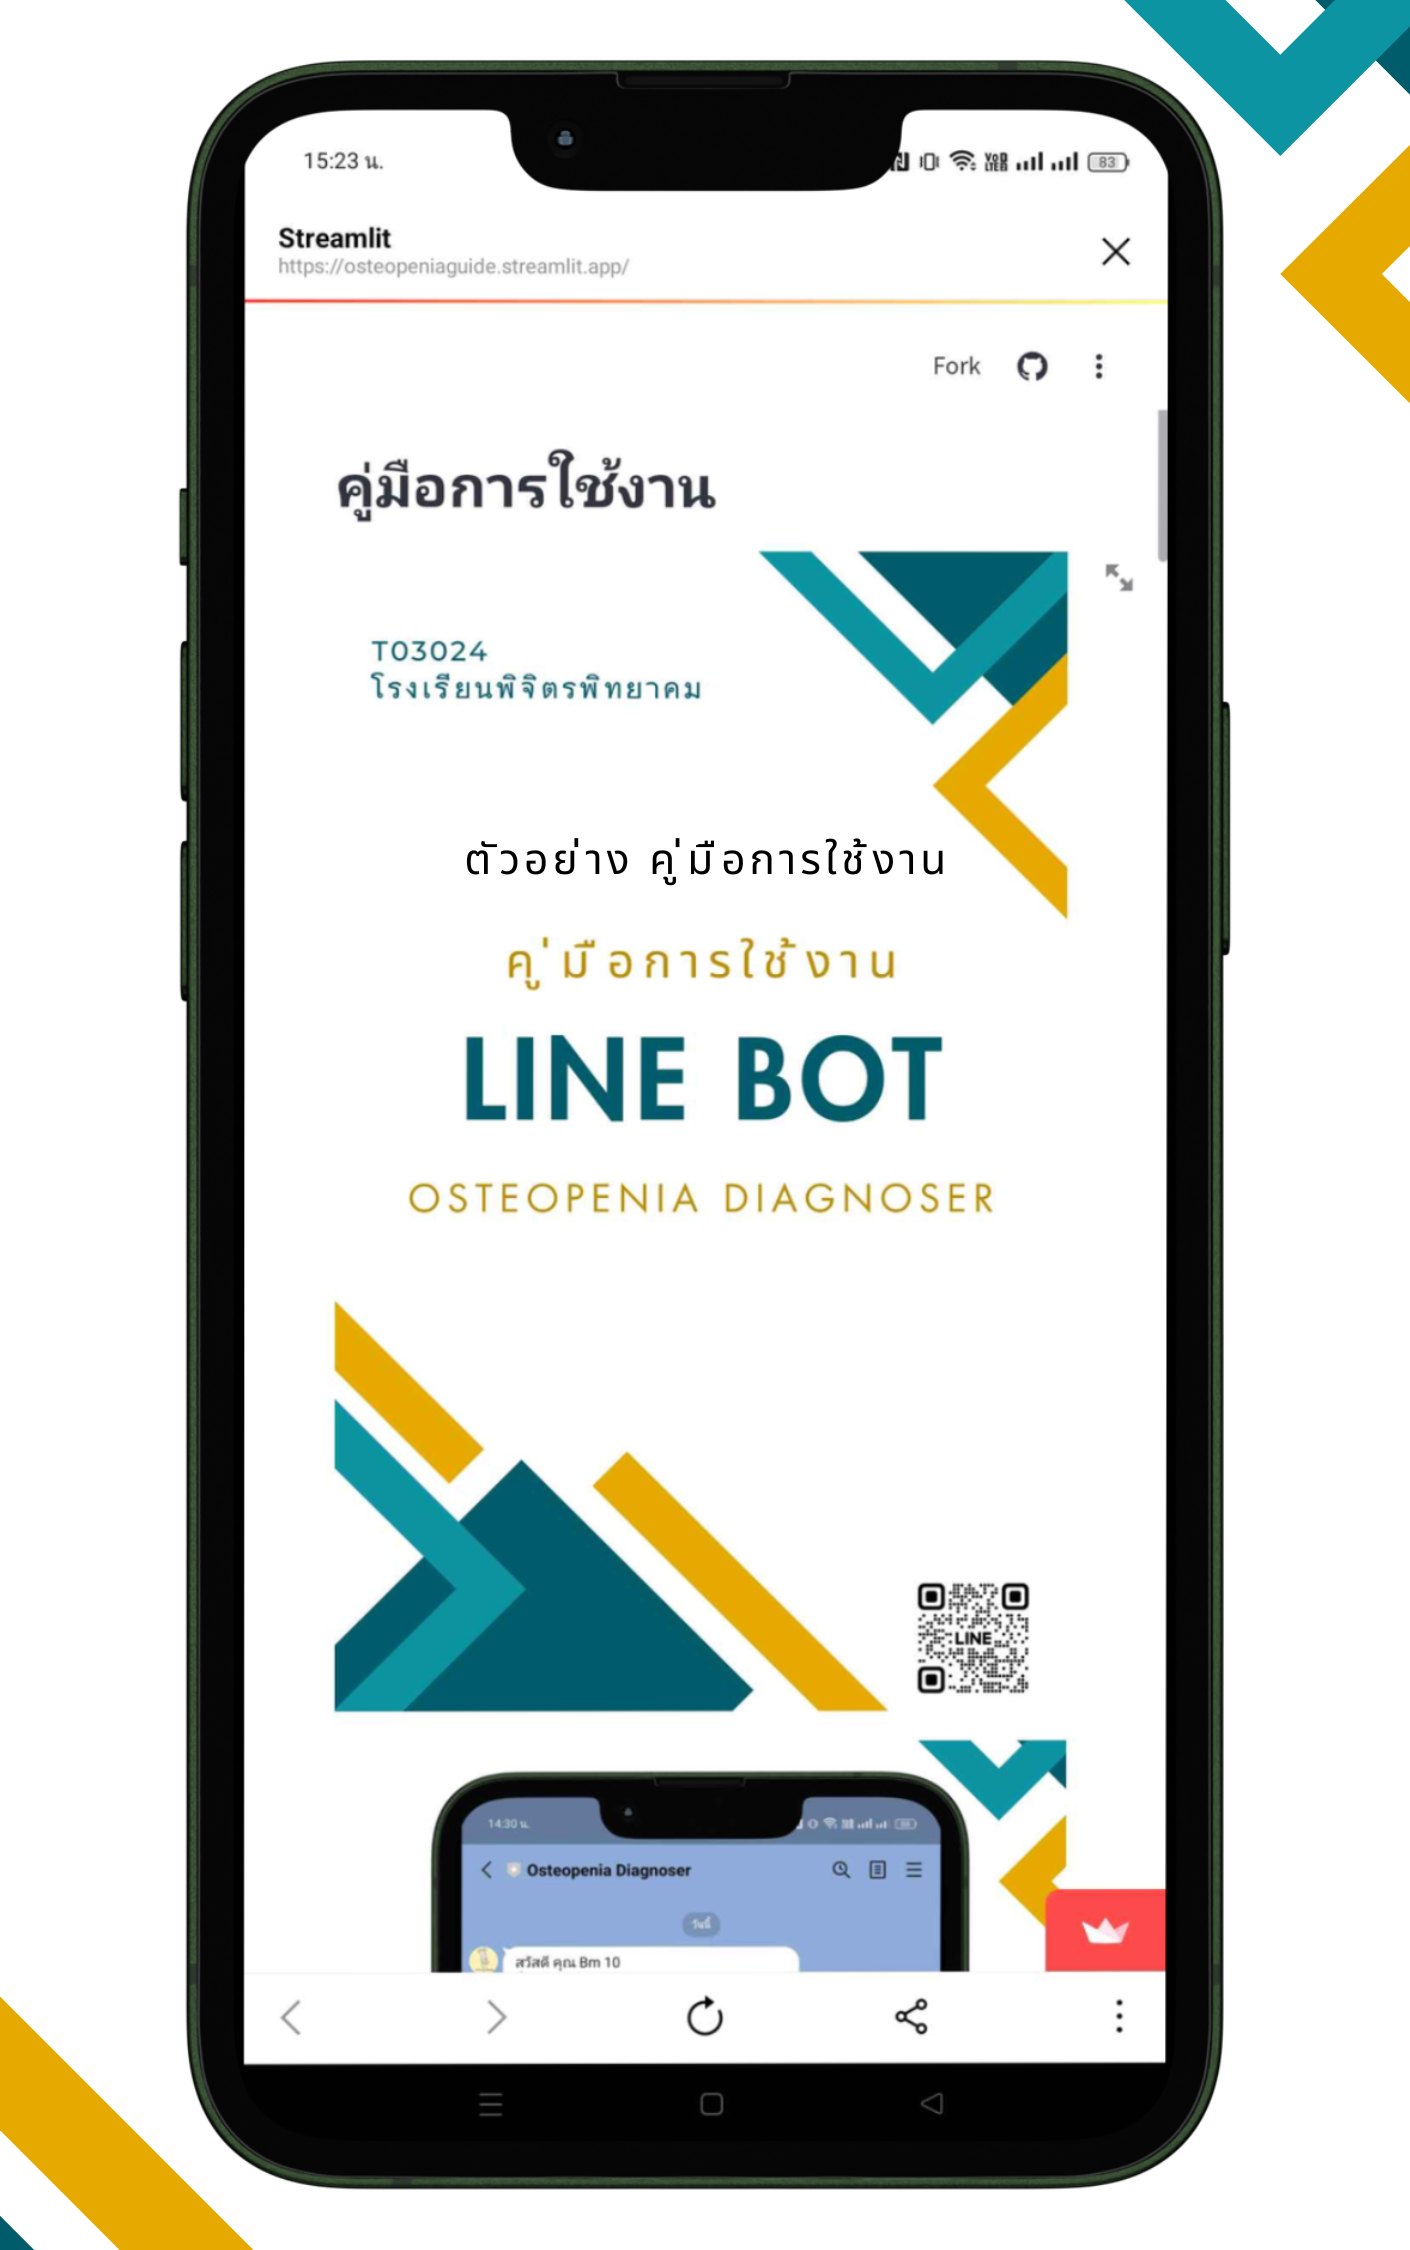 15:23 น.
83
Streamlit
https://osteopeniaguide.streamlit.app/
Fork
คู่มือการใช้งาน
T03024
โรงเรียนพิจิตรพิทยาคม
ตัวอย่าง คู่มือการใช้งาน
คู่มือการใช้งาน
LINE BOT
OSTEOPENIA DIAGNOSER
LINE
14:30 น.
Osteopenia Diagnoser
วันนี้
สวัสดี คุณ Bm 10